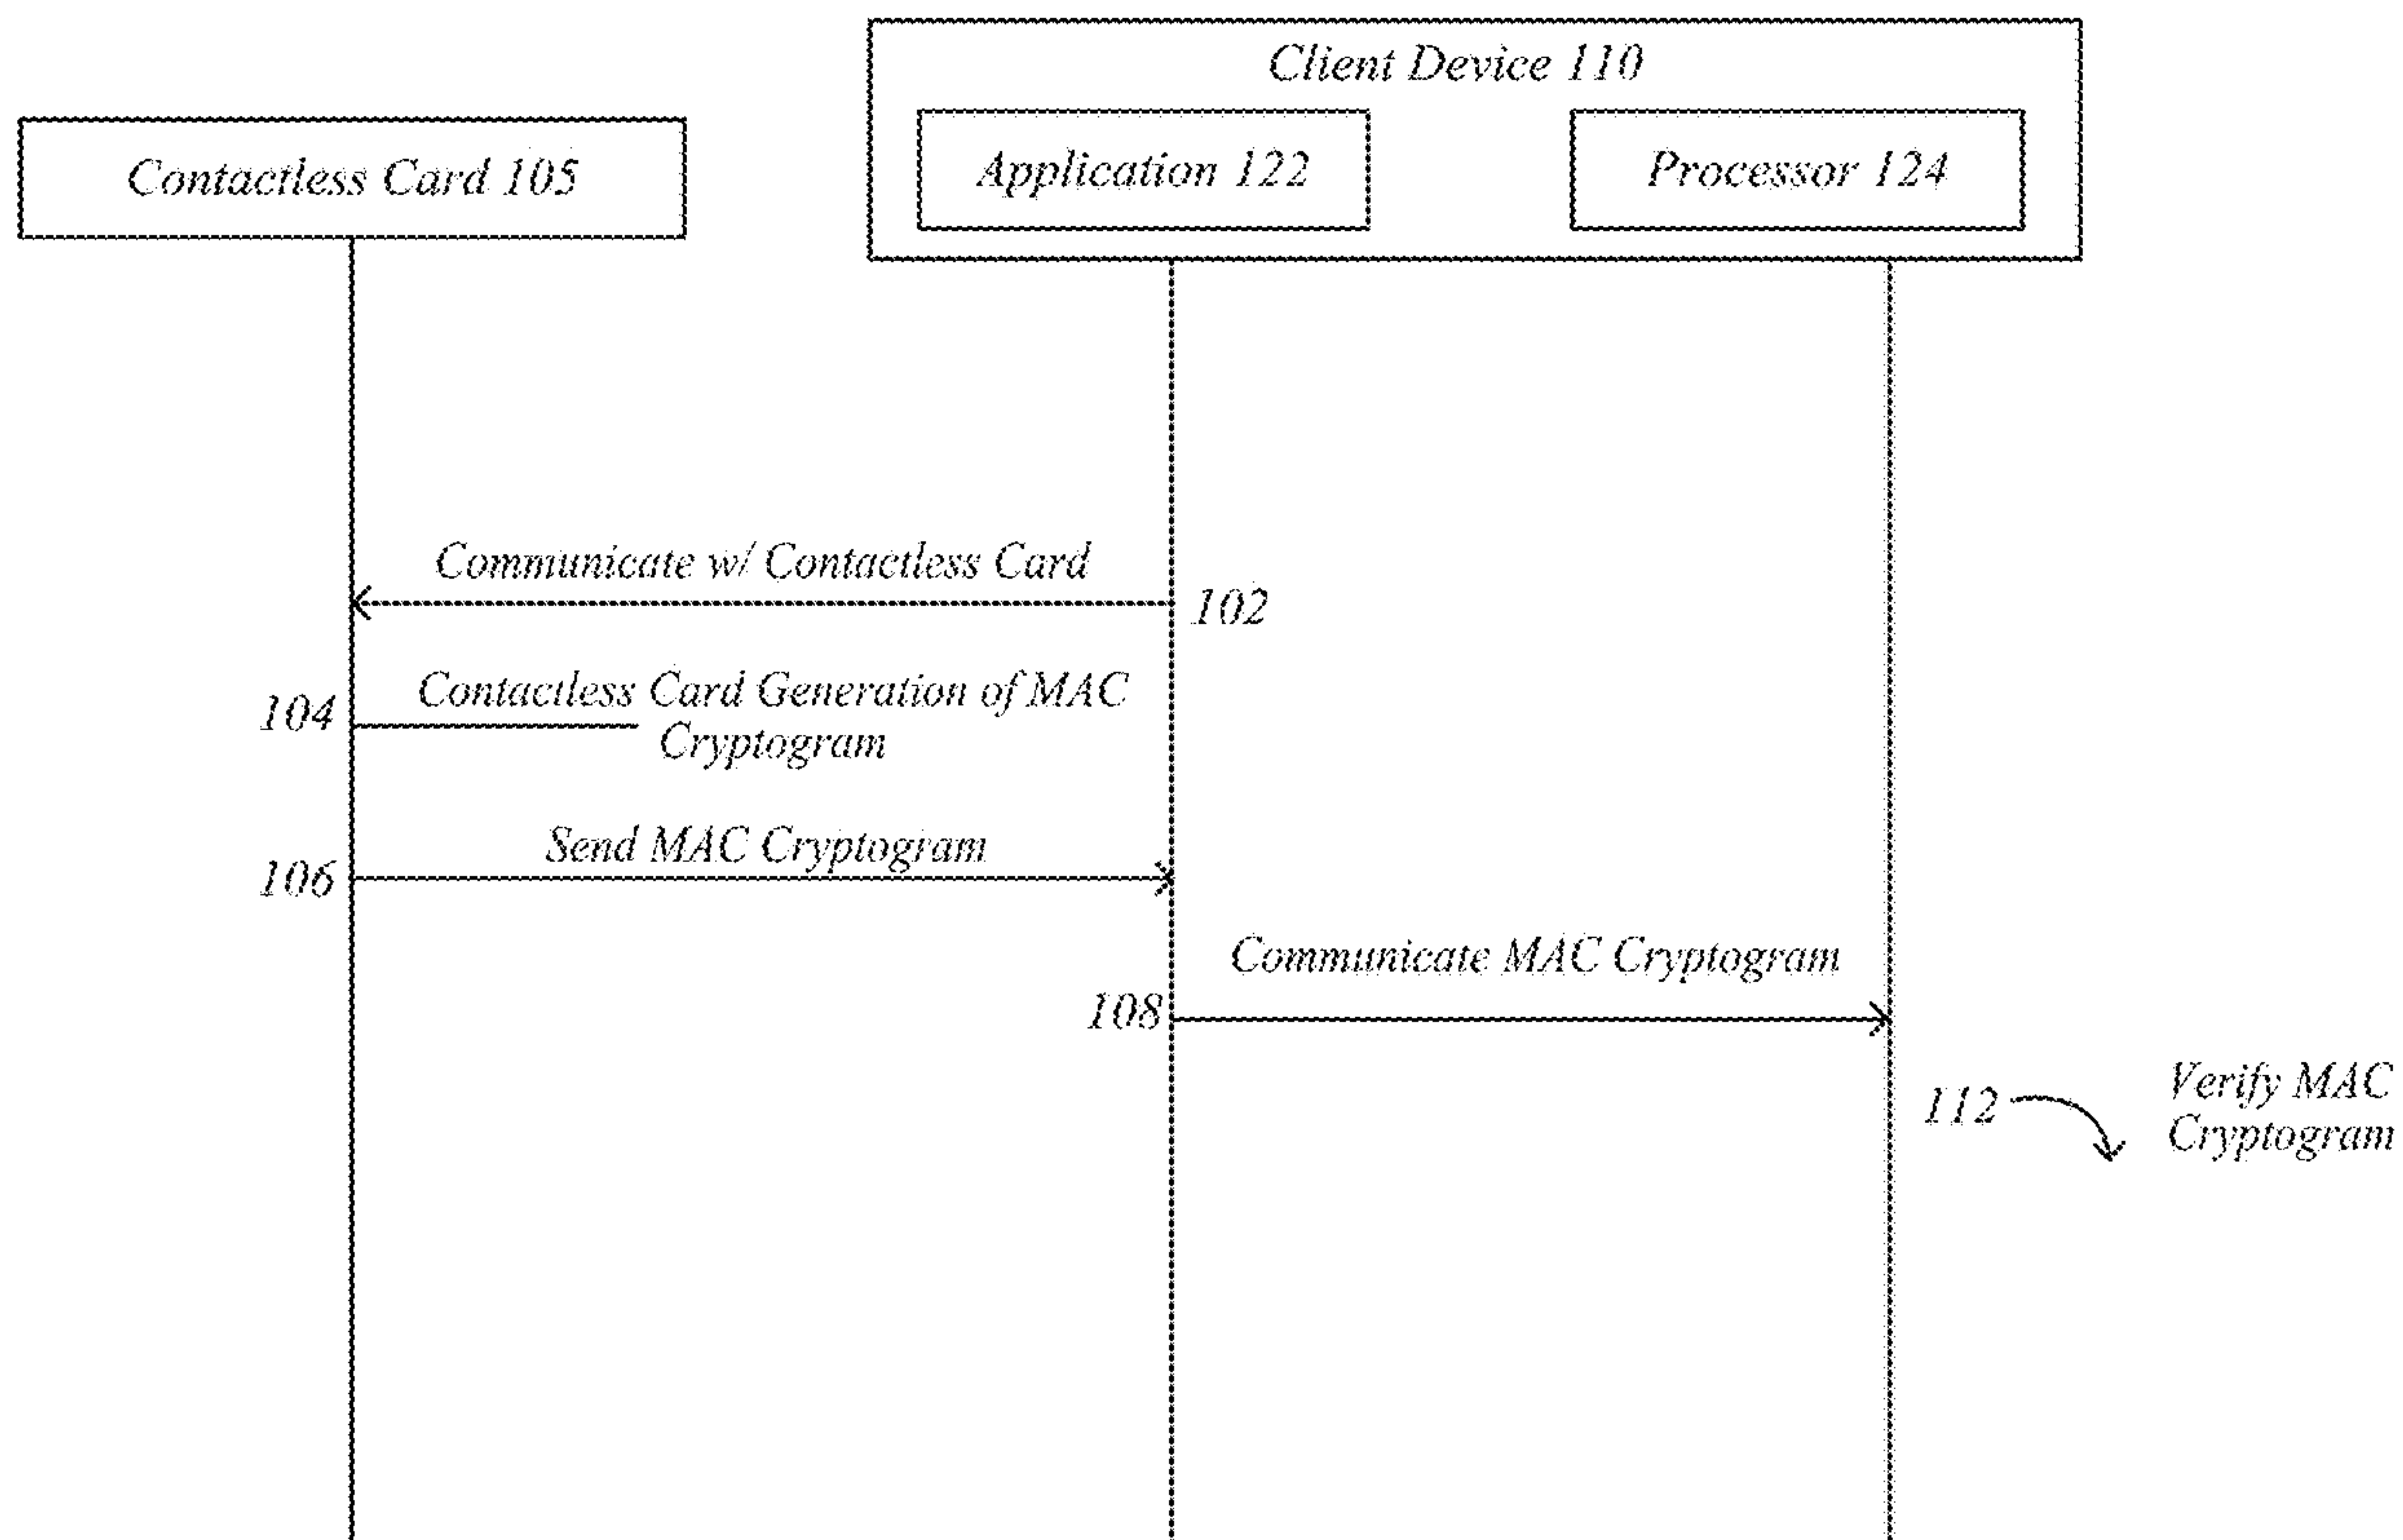 Client Device 110
Contactless Card 105
Application 122
Processor 124
Communicate w/ Contactless Card
102
104
Contactless Card Generation of MAC
Cryptogram
Send MAC Cryptogram
106
Communicate MAC Cryptogram
108
112
Verify MAC
Cryptogram